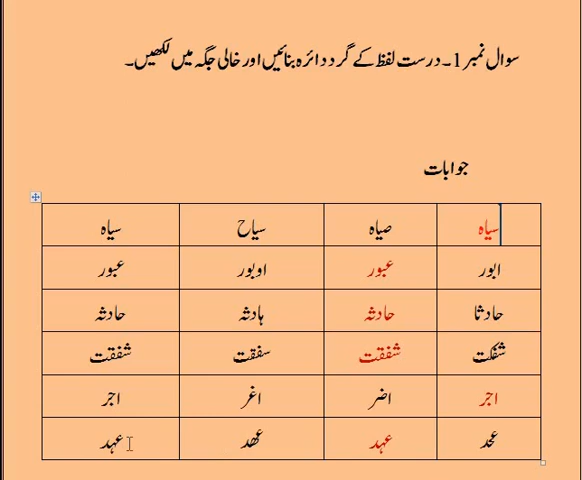 سوال نمبر 1۔ درست لفظ کے گرد دائرہ بنائیں اور خالی جگہ میں لکھیں۔
جوابات
سیاہ صیاہ سیاح سیاہ
ابور عبور اوبور عبور
حادثا حادثہ ہادثہ حادثہ
شفکت شفقت سفقت شفقت
اجر اضر اغر اجر
عحد عہد عھد عہد